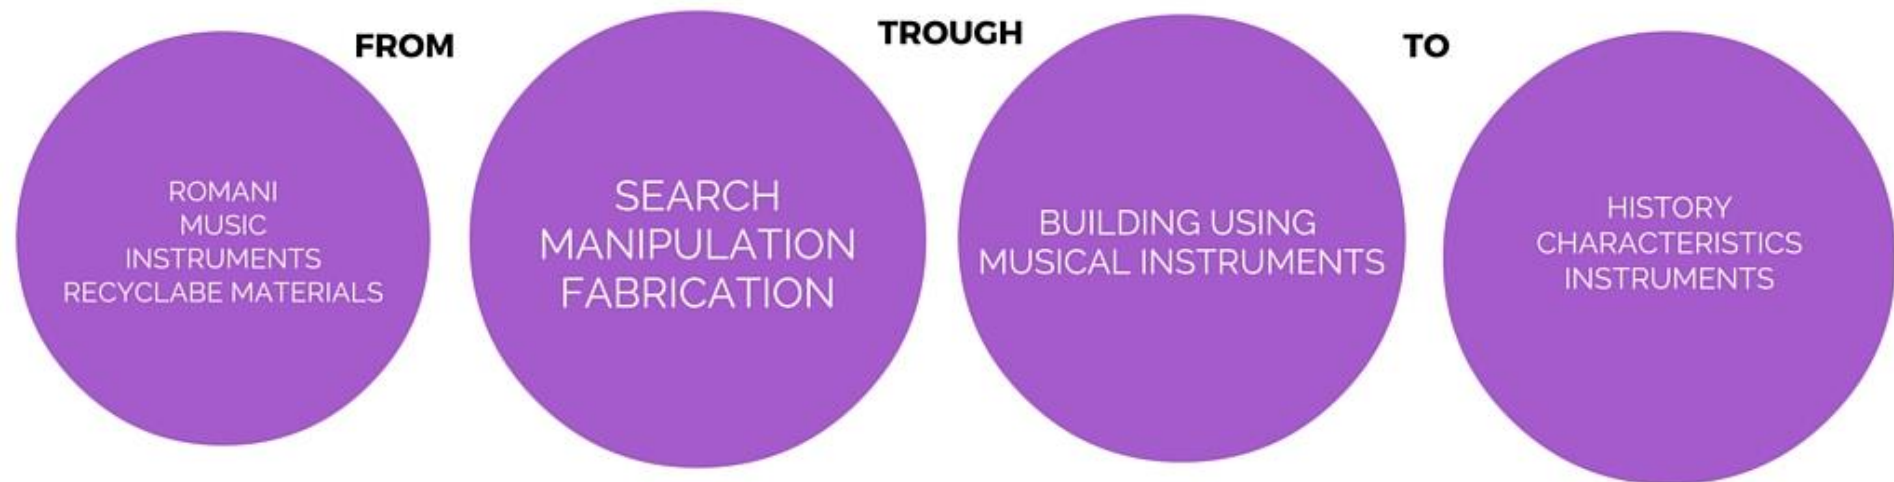 FROM
TROUGH
TO
ROMANI
MUSIC
INSTRUMENTS
RECYCLABE MATERIALS
SEARCH
MANIPULATION
FABRICATION
BUILDING USING
MUSICAL INSTRUMENTS
HISTORY
CHARACTERISTICS
INSTRUMENTS